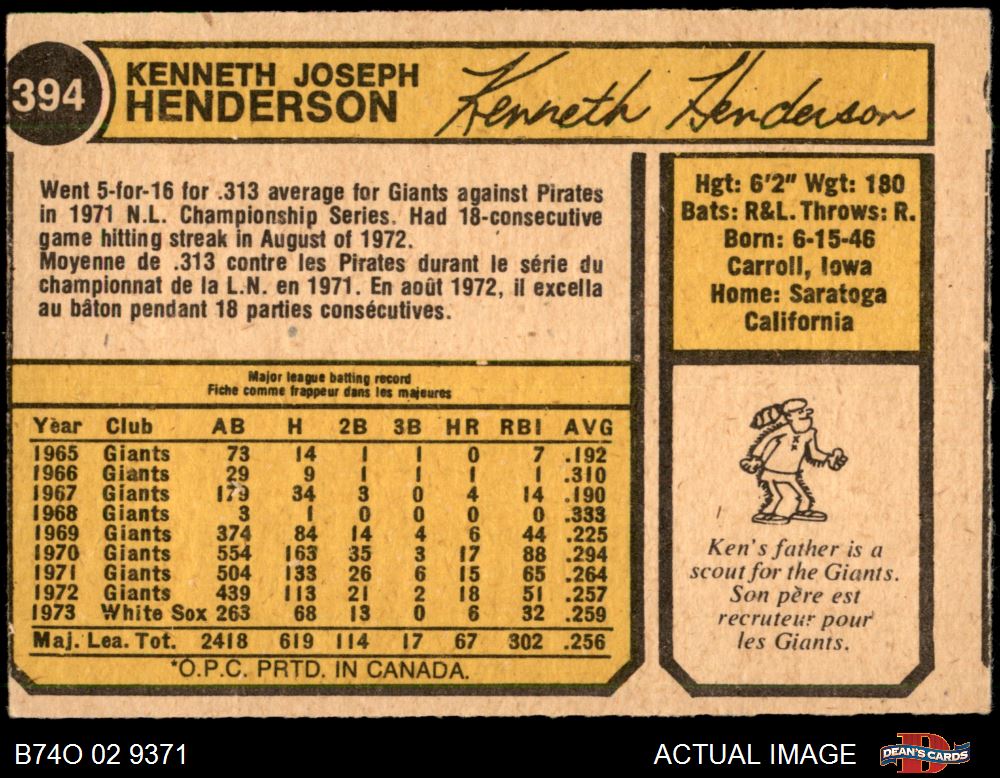 394
KENNETH JOSEPH
HENDERSON
Kenneth Henderson
Went 5-for-16 for .313 average for Giants against Pirates
in 1971 N.L. Championship Series. Had 18-consecutive
game hitting streak in August of 1972.
Moyenne de .313 contre les Pirates durant le série du
championnat de la L.N. en 1971. En août 1972, il excella
au bâton pendant 18 parties consécutives.
Hgt: 6'2" Wgt: 180
Bats: R&L. Throws: R.
Born: 6-15-46
Carroll, Iowa
Home: Saratoga
California
Major league batting record
Fiche comme frappeur dans les majeures
Year Club AB H 2B 3B HR RBI AVG
1965 Giants 73 14 1 1 0 7 .192
1966 Giants 29 9 1 1 1 1 .310
1967 Giants 179 34 3 0 4 14 .190
1968 Giants 3 1 0 0 0 0 .333
1969 Giants 374 84 14 4 6 44 .225
1970 Giants 554 163 35 3 17 88 .294
1971 Giants 504 133 26 6 15 65 .264
1972 Giants 439 113 21 2 18 51 .257
1973 White Sox 263 68 13 0 6 32 .259
Maj. Lea. Tot. 2418 619 114 17 67 302 .256
*O.P.C. PRTD. IN CANADA.
Ken's father is a
scout for the Giants.
Son père est
recruteur pour
les Giants.
B74O 02 9371
ACTUAL IMAGE
DEAN'S CARDS